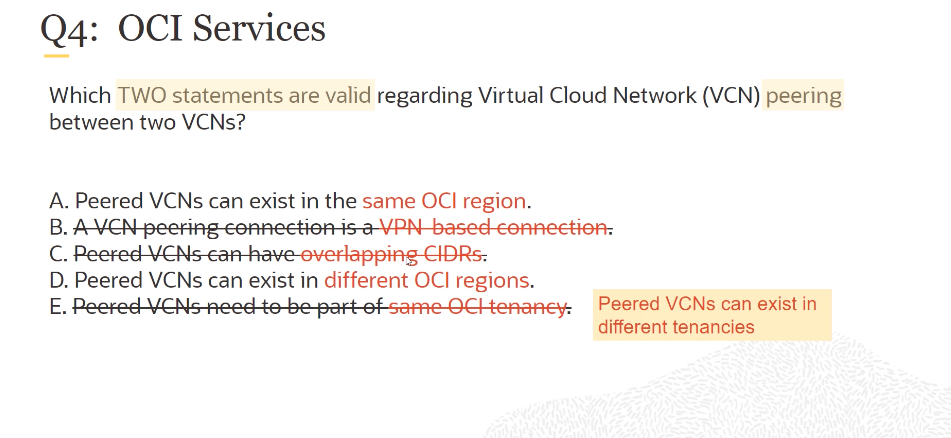 Q4: OCI Services
Which TWO statements are valid regarding Virtual Cloud Network (VCN) peering
between two VCNs?
A. Peered VCNs can exist in the same OCI region.
B. A VCN peering connection is a VPN-based connection.
C. Peered VCNs can have overlapping CIDRs.
D. Peered VCNs can exist in different OCI regions.
E. Peered VCNs need to be part of same OCI tenancy.
Peered VCNs can exist in
different tenancies